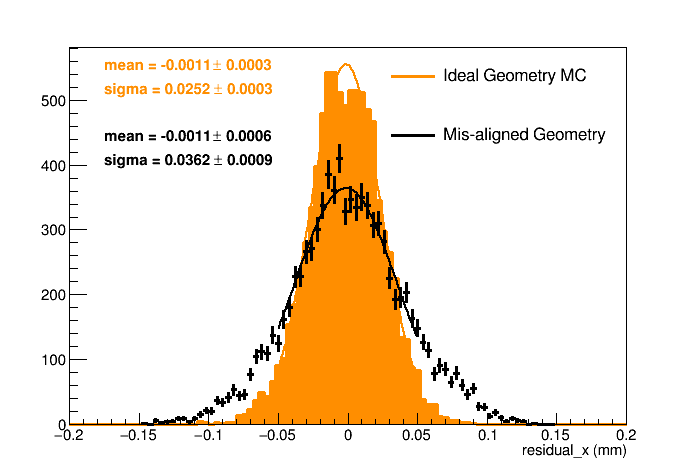 mean = -0.0011± 0.0003
sigma = 0.0252 ± 0.0003
Ideal Geometry MC
mean = -0.0011± 0.0006
sigma = 0.0362 ± 0.0009
Mis-aligned Geometry
500
400
300
200
100
0
−0.2 −0.15 −0.1 −0.05 0 0.05 0.1 0.15 0.2
residual_x (mm)